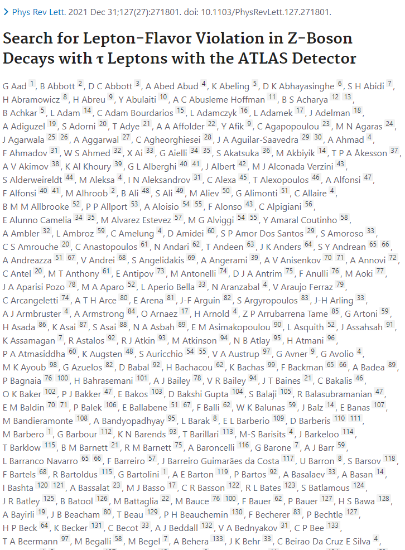 > Phys Rev Lett. 2021 Dec 31;127(27):271801. doi: 10.1103/PhysRevLett.127.271801.
Search for Lepton-Flavor Violation in Z-Boson
Decays with τ Leptons with the ATLAS Detector
G Aad 1, B Abbott 2, D C Abbott 3, A Abed Abud 4, K Abeling 5, D K Abhayasinghe 6, S H Abidi 7,
H Abramowicz 8, H Abreu 9, Y Abulaiti 10, A C Abusleme Hoffman 11, B S Acharya 12 13,
B Achkar 5, L Adam 14, C Adam Bourdarios 15, L Adamczyk 16, L Adamek 17, J Adelman 18,
A Adiguzel 19, S Adorni 20, T Adye 21, A A Affolder 22, Y Afik 9, C Agapopoulou 23, M N Agaras 24,
J Agarwala 25 26, A Aggarwal 27, C Agheorghiesei 28, J A Aguilar-Saavedra 29 30, A Ahmad 4,
F Ahmadov 31, W S Ahmed 32, X Ai 33, G Aielli 34 35, S Akatsuka 36, M Akbiyik 14, T P A Akesson 37,
A V Akimov 38, K Al Khoury 39, G L Alberghi 40 41, J Albert 42, M J Alconada Verzini 43,
S Alderweireldt 44, M Aleksa 4, I N Aleksandrov 31, C Alexa 45, T Alexopoulos 46, A Alfonsi 47,
F Alfonsi 40 41, M Alhroob 2, B Ali 48, S Ali 49, M Aliev 50, G Alimonti 51, C Allaire 4,
B M M Allbrooke 52, P P Allport 53, A Aloisio 54 55, F Alonso 43, C Alpigiani 56,
E Alunno Camelia 34 35, M Alvarez Estevez 57, M G Alviggi 54 55, Y Amaral Coutinho 58,
A Ambler 32, L Ambroz 59, C Amelung 4, D Amidei 60, S P Amor Dos Santos 29, S Amoroso 33,
C S Amrouche 20, C Anastopoulos 61, N Andari 62, T Andeen 63, J K Anders 64, S Y Andrean 65 66,
A Andreazza 51 67, V Andrei 68, S Angelidakis 69, A Angerami 39, A V Anisenkov 70 71, A Annovi 72,
C Antel 20, M T Anthony 61, E Antipov 73, M Antonelli 74, D J A Antrim 75, F Anulli 76, M Aoki 77,
J A Aparisi Pozo 78, M A Aparo 52, L Aperio Bella 33, N Aranzabal 4, V Araujo Ferraz 79,
C Arcangeletti 74, A T H Arce 80, E Arena 81, J-F Arguin 82, S Argyropoulos 83, J-H Arling 33,
A J Armbruster 4, A Armstrong 84, O Arnaez 17, H Arnold 4, Z P Arrubarrena Tame 85, G Artoni 59,
H Asada 86, K Asai 87, S Asai 88, N A Asbah 89, E M Asimakopoulou 90, L Asquith 52, J Assahsah 91,
K Assamagan 7, R Astalos 92, R J Atkin 93, M Atkinson 94, N B Atlay 95, H Atmani 96,
P A Atmasiddha 60, K Augsten 48, S Auricchio 54 55, V A Austrup 97, G Avner 9, G Avolio 4,
M K Ayoub 98, G Azuelos 82, D Babal 92, H Bachacou 62, K Bachas 99, F Backman 65 66, A Badea 89,
P Bagnaia 76 100, H Bahrasemani 101, A J Bailey 78, V R Bailey 94, J T Baines 21, C Bakalis 46,
O K Baker 102, P J Bakker 47, E Bakos 103, D Bakshi Gupta 104, S Balaji 105, R Balasubramanian 47,
E M Baldin 70 71, P Balek 106, E Ballabene 51 67, F Balli 62, W K Balunas 59, J Balz 14, E Banas 107,
M Bandieramonte 108, A Bandyopadhyay 95, L Barak 8, E L Barberio 109, D Barberis 110 111,
M Barbero 1, G Barbour 112, K N Barends 93, T Barillari 113, M-S Barisits 4, J Barkeloo 114,
T Barklow 115, B M Barnett 21, R M Barnett 75, A Baroncelli 116, G Barone 7, A J Barr 59,
L Barranco Navarro 65 66, F Barreiro 57, J Barreiro Guimarães da Costa 117, U Barron 8, S Barsov 118,
F Bartels 68, R Bartoldus 115, G Bartolini 1, A E Barton 119, P Bartos 92, A Basalaev 33, A Basan 14,
I Bashta 120 121, A Bassalat 23, M J Basso 17, C R Basson 122, R L Bates 123, S Batlamous 124,
J R Batley 125, B Batool 126, M Battaglia 22, M Bauce 76 100, F Bauer 62, P Bauer 127, H S Bawa 128,
A Bayirli 19, J B Beacham 80, T Beau 129, P H Beauchemin 130, F Becherer 83, P Bechtle 127,
H P Beck 64, K Becker 131, C Becot 33, A J Beddall 132, V A Bednyakov 31, C P Bee 133,
T A Beermann 97, M Begalli 58, M Begel 7, A Behera 133, J K Behr 33, C Beirao Da Cruz E Silva 4,